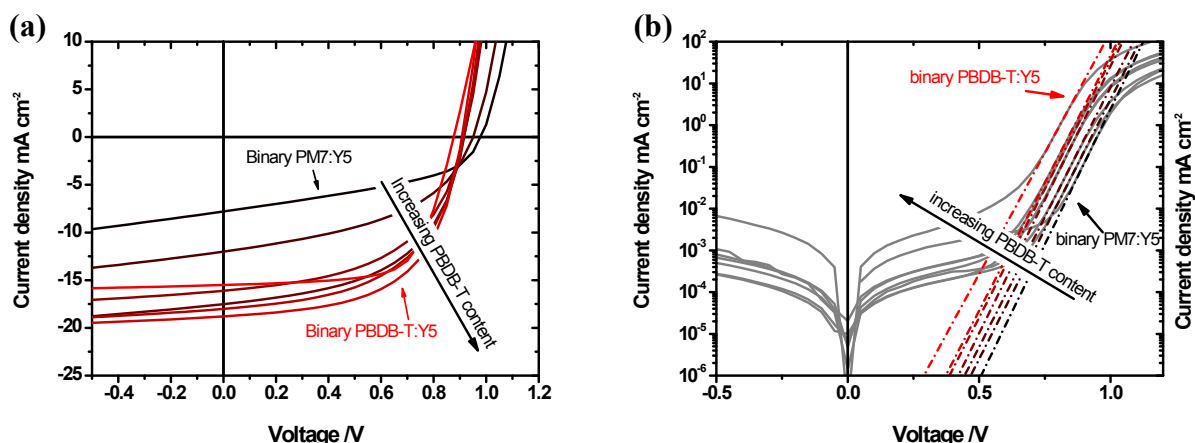 (a)
10
5
0
-5
-10
-15
-20
-25
Current density mA cm⁻²
-0.4
-0.2
0.0
0.2
0.4
0.6
0.8
1.0
1.2
Voltage /V
Binary PM7:Y5
Increasing PBDB-T content
Binary PBDB-T:Y5
(b)
10²
10¹
10⁰
10⁻¹
10⁻²
10⁻³
10⁻⁴
10⁻⁵
10⁻⁶
Current density mA cm⁻²
-0.5
0.0
0.5
1.0
Voltage /V
binary PBDB-T:Y5
increasing PBDB-T content
binary PM7:Y5
Current density mA cm⁻²